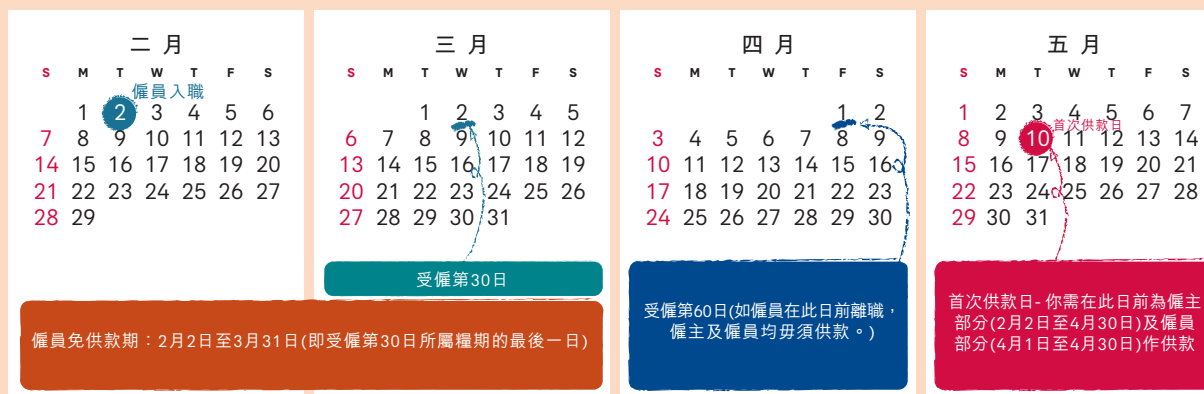 二月
S M T W T F S
僱員入職
1 2 3 4 5 6
7 8 9 10 11 12 13
14 15 16 17 18 19 20
21 22 23 24 25 26 27
28 29
三月
S M T W T F S
1 2 3 4 5
6 7 8 9 10 11 12
13 14 15 16 17 18 19
20 21 22 23 24 25 26
27 28 29 30 31
受僱第30日
僱員免供款期：2月2日至3月31日(即受僱第30日所屬糧期的最後一日)
四月
S M T W T F S
1 2
3 4 5 6 7 8 9
10 11 12 13 14 15 16
17 18 19 20 21 22 23
24 25 26 27 28 29 30
受僱第60日(如僱員在此日前離職，
僱主及僱員均毋須供款。)
五月
S M T W T F S
1 2 3 4 5 6 7
首次供款日
8 9 10 11 12 13 14
15 16 17 18 19 20 21
22 23 24 25 26 27 28
29 30 31
首次供款日-你需在此日前為僱主
部分(2月2日至4月30日)及僱員
部分(4月1日至4月30日)作供款